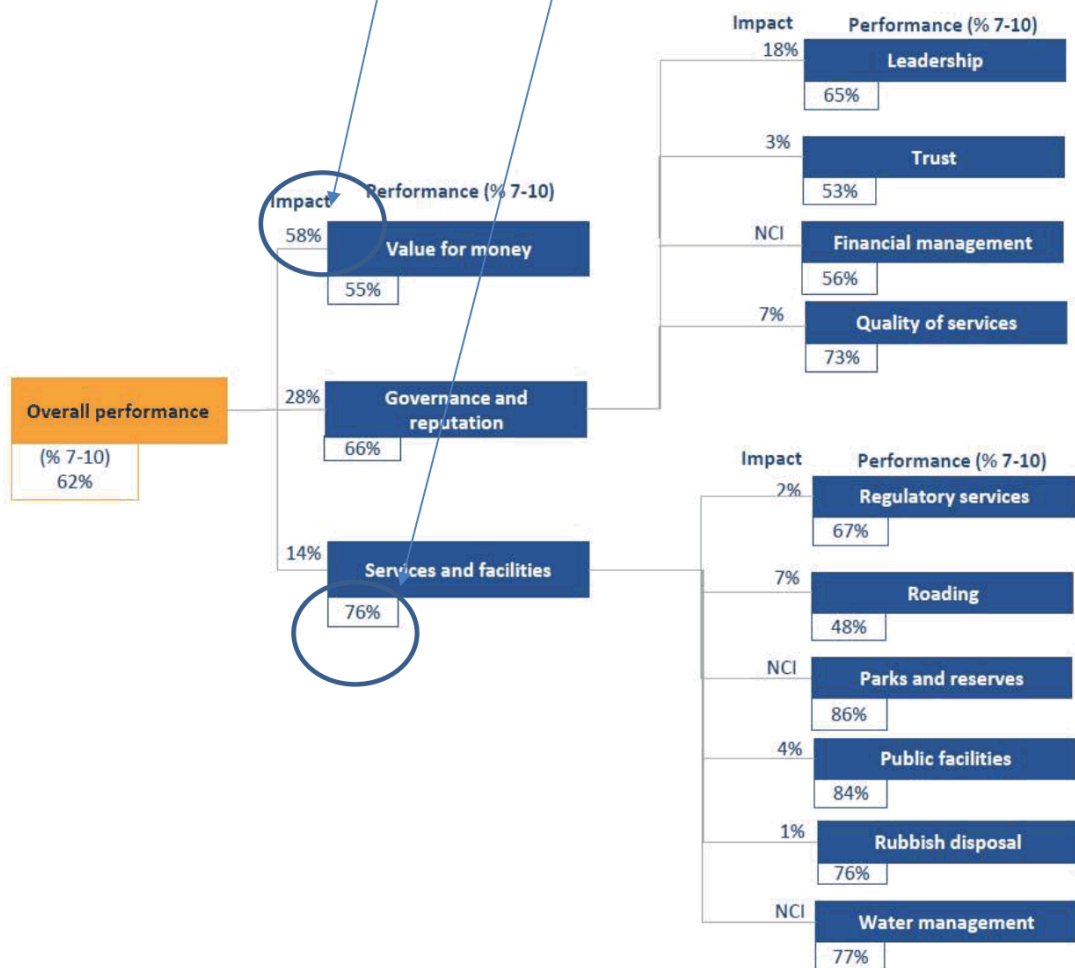 Impact
Performance (% 7-10)
18%
Leadership
65%
3%
Trust
53%
NCI
Financial management
56%
7%
Quality of services
73%
Impact
Performance (% 7-10)
58%
Value for money
55%
28%
Governance and
reputation
66%
Overall performance
(% 7-10)
62%
14%
Services and facilities
76%
Impact
Performance (% 7-10)
2%
Regulatory services
67%
7%
Roading
48%
NCI
Parks and reserves
86%
4%
Public facilities
84%
1%
Rubbish disposal
76%
NCI
Water management
77%